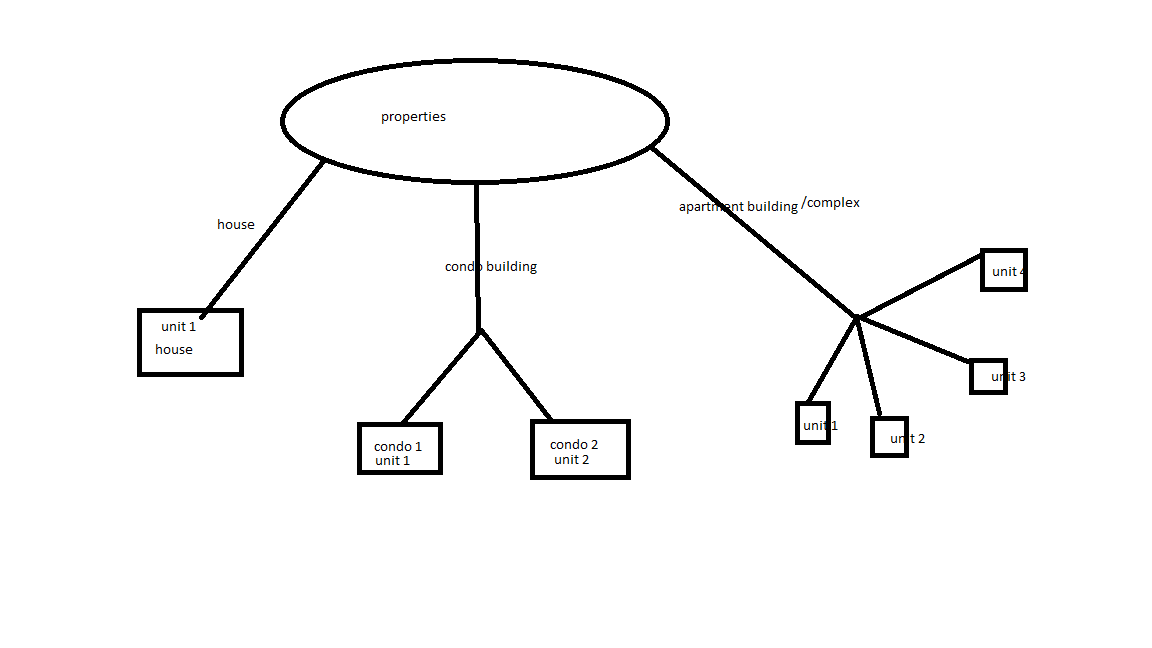 properties
apartment building /complex
house
condo building
unit 4
unit 1
house
unit 3
unit 1
unit 2
condo 1
unit 1
condo 2
unit 2